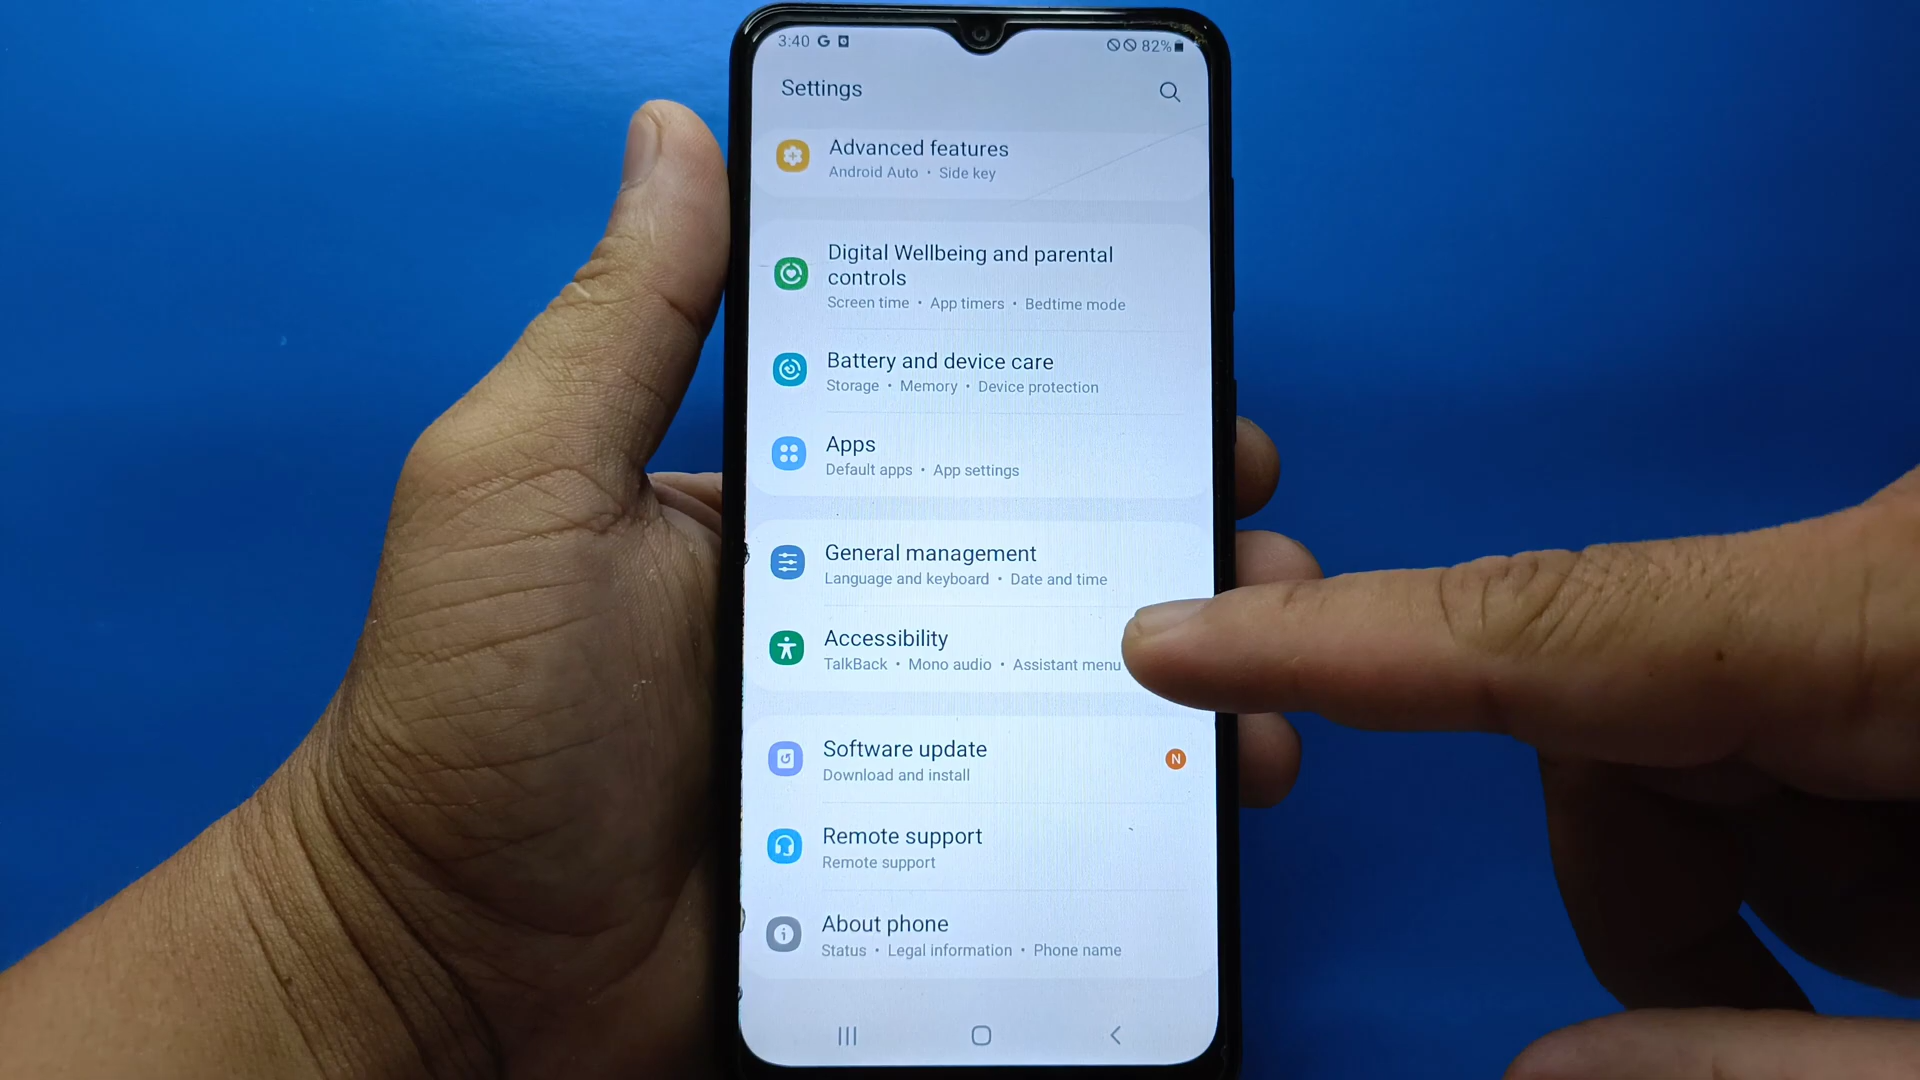 3:40 G 82%
Settings
Advanced features
Android Auto • Side key
Digital Wellbeing and parental
controls
Screen time • App timers • Bedtime mode
Battery and device care
Storage • Memory • Device protection
Apps
Default apps • App settings
General management
Language and keyboard • Date and time
Accessibility
TalkBack • Mono audio • Assistant menu
Software update
N
Download and install
Remote support
Remote support
About phone
Status • Legal information • Phone name